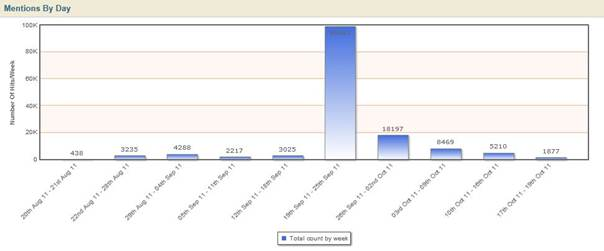 Mentions By Day
100K
80K
60K
40K
20K
0
Number Of Hits/Week
438
3235
4288
2217
3025
18197
8469
5210
1877
20th Aug 11 - 21st Aug 11
22nd Aug 11 - 28th Aug 11
29th Aug 11 - 04th Sep 11
05th Sep 11 - 11th Sep 11
12th Sep 11 - 18th Sep 11
19th Sep 11 - 25th Sep 11
26th Sep 11 - 02nd Oct 11
03rd Oct 11 - 09th Oct 11
10th Oct 11 - 16th Oct 11
17th Oct 11 - 19th Oct 11
Total count by week